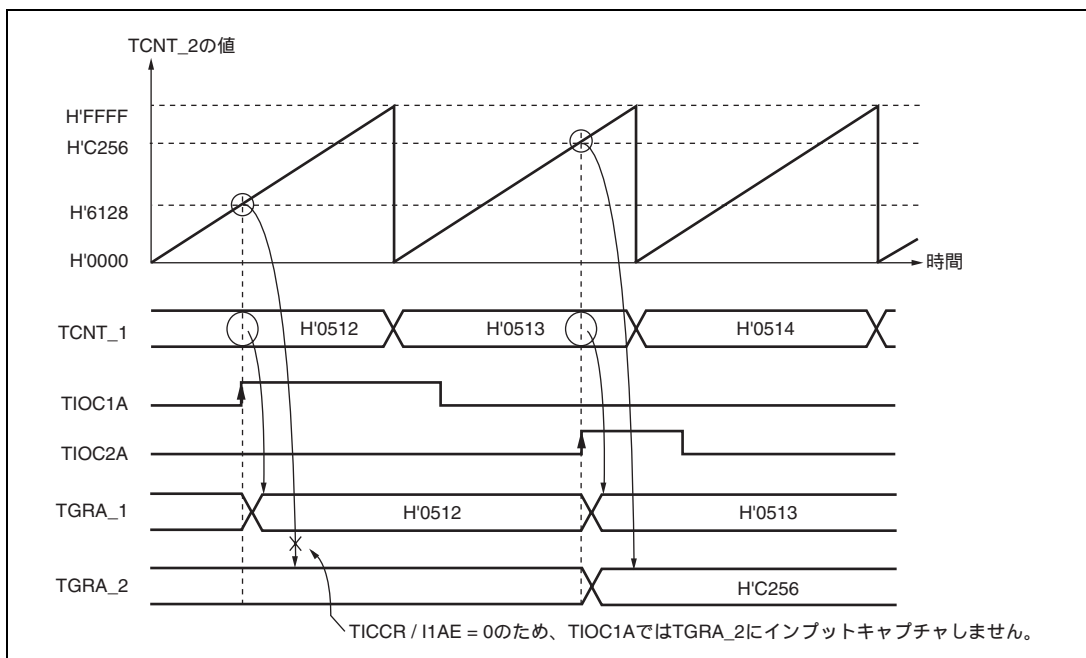 TCNT_2の値
H'FFFF
H'C256
H'6128
H'0000
時間
TCNT_1
H'0512
H'0513
H'0514
TIOC1A
TIOC2A
TGRA_1
H'0512
H'0513
TGRA_2
H'C256
TICCR / I1AE = 0のため、TIOC1AではTGRA_2にインプットキャプチャしません。